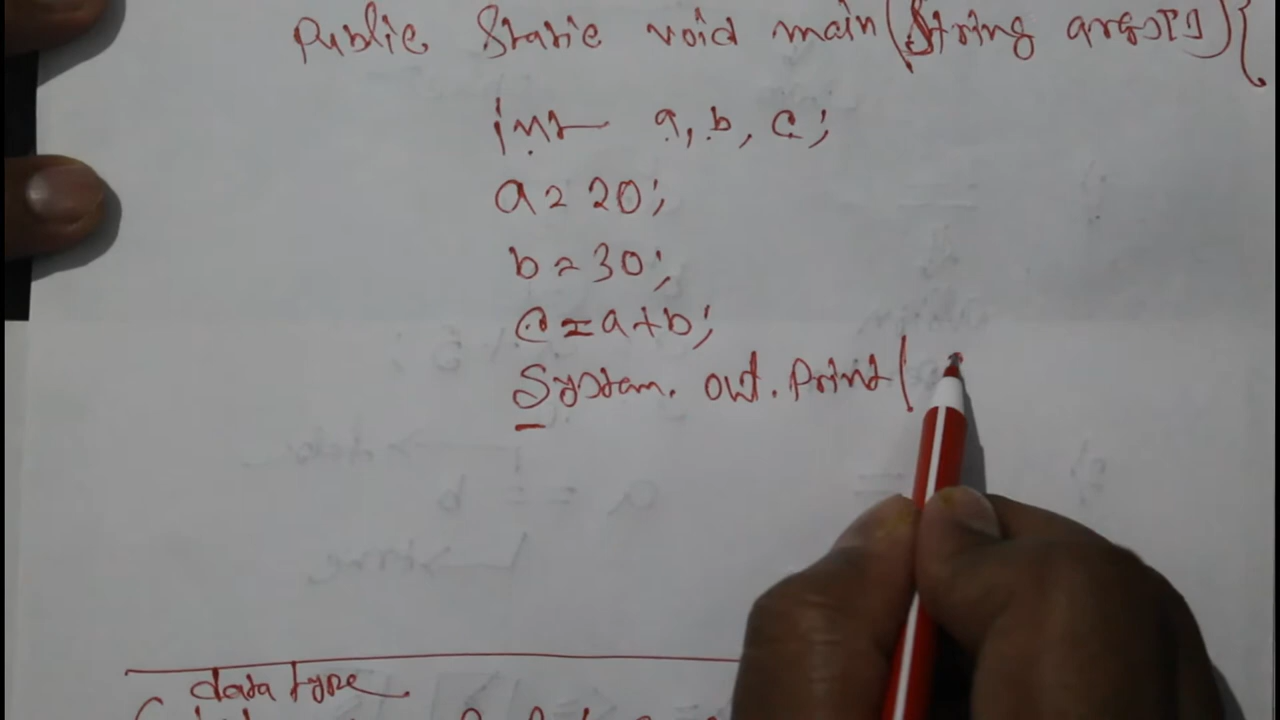 Public Static void main(String args[]){
int a, b, c;
a = 20;
b = 30;
c = a+b;
System. out. Print(
data type